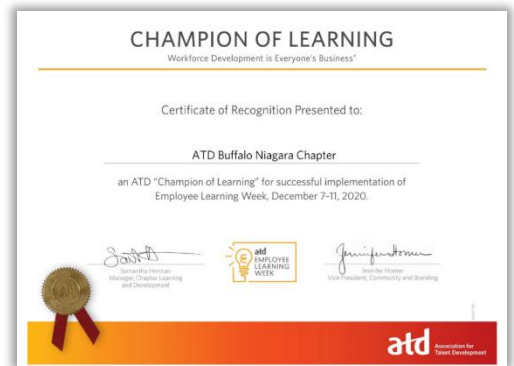 CHAMPION OF LEARNING
Workforce Development is Everyone's Business"
Certificate of Recognition Presented to:
ATD Buffalo Niagara Chapter
an ATD "Champion of Learning" for successful implementation of
Employee Learning Week, December 7–11, 2020.
Samantha Herman
Manager, Chapter Learning
and Development
atd
EMPLOYEE
LEARNING
WEEK
Jennifer Homer
Vice President, Community and Branding
atd Association for
Talent Development